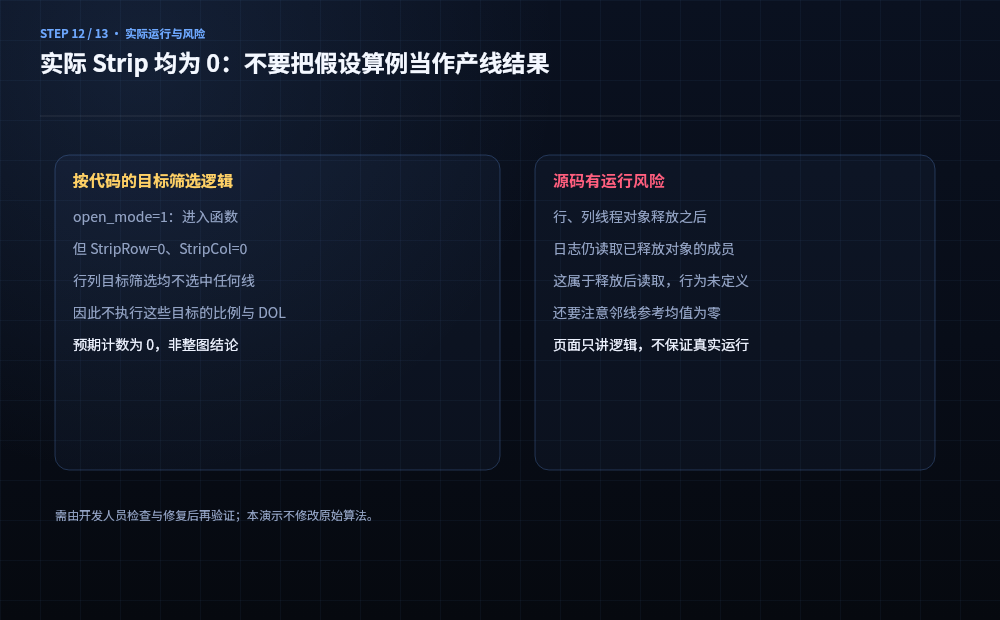 STEP 12 / 13 • 实际运行与风险
实际 Strip 均为 0：不要把假设算例当作产线结果
按代码的目标筛选逻辑
open_mode=1：进入函数
但 StripRow=0、StripCol=0
行列目标筛选均不选中任何线
因此不执行这些目标的比例与 DOL
预期计数为 0，非整图结论
源码有运行风险
行、列线程对象释放之后
日志仍读取已释放对象的成员
这属于释放后读取，行为未定义
还要注意邻线参考均值为零
页面只讲逻辑，不保证真实运行
需由开发人员检查与修复后再验证；本演示不修改原始算法。